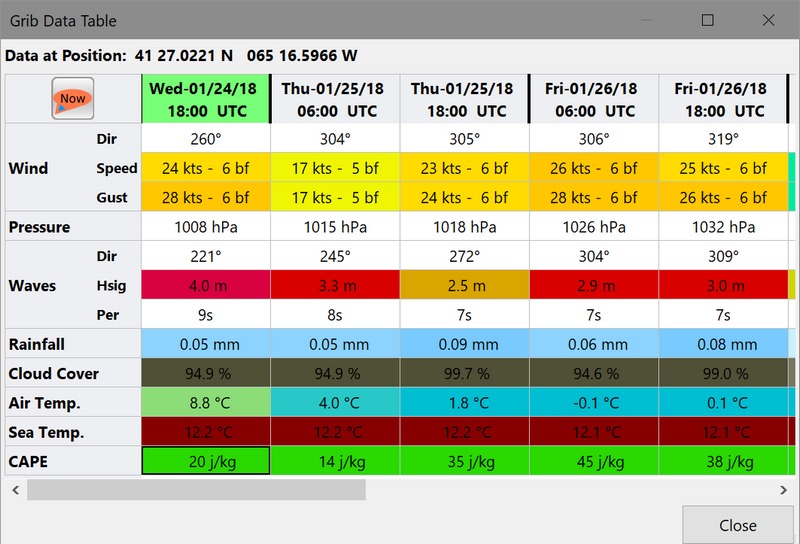 Grib Data Table
Data at Position: 41 27.0221 N 065 16.5966 W
Now Wed-01/24/18 Thu-01/25/18 Thu-01/25/18 Fri-01/26/18 Fri-01/26/18
18:00 UTC 06:00 UTC 18:00 UTC 06:00 UTC 18:00 UTC
Dir 260° 304° 305° 306° 319°
Wind Speed 24 kts - 6 bf 17 kts - 5 bf 23 kts - 6 bf 26 kts - 6 bf 25 kts - 6 bf
Gust 28 kts - 6 bf 17 kts - 5 bf 24 kts - 6 bf 28 kts - 6 bf 26 kts - 6 bf
Pressure 1008 hPa 1015 hPa 1018 hPa 1026 hPa 1032 hPa
Dir 221° 245° 272° 304° 309°
Waves Hsig 4.0 m 3.3 m 2.5 m 2.9 m 3.0 m
Per 9s 8s 7s 7s 7s
Rainfall 0.05 mm 0.05 mm 0.09 mm 0.06 mm 0.08 mm
Cloud Cover 94.9 % 94.9 % 99.7 % 94.6 % 99.0 %
Air Temp. 8.8 °C 4.0 °C 1.8 °C -0.1 °C 0.1 °C
Sea Temp. 12.2 °C 12.2 °C 12.2 °C 12.1 °C 12.1 °C
CAPE 20 j/kg 14 j/kg 35 j/kg 45 j/kg 38 j/kg
Close